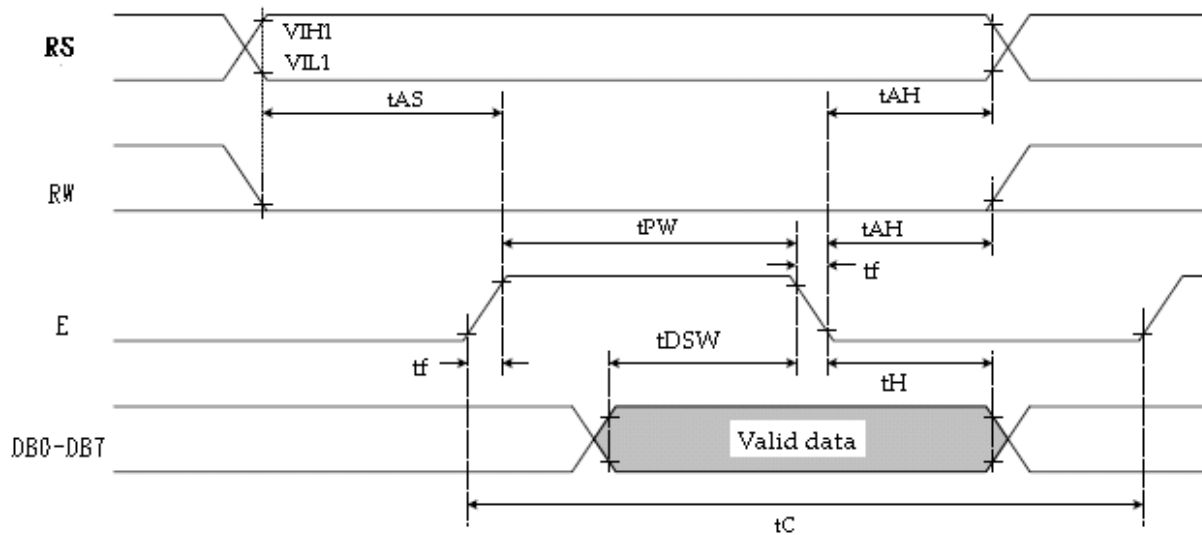 RS
VIH1
VIL1
tAS
tAH
RW
tPW
tAH
tf
E
tDSW
tf
tH
DB0-DB7
Valid data
tC